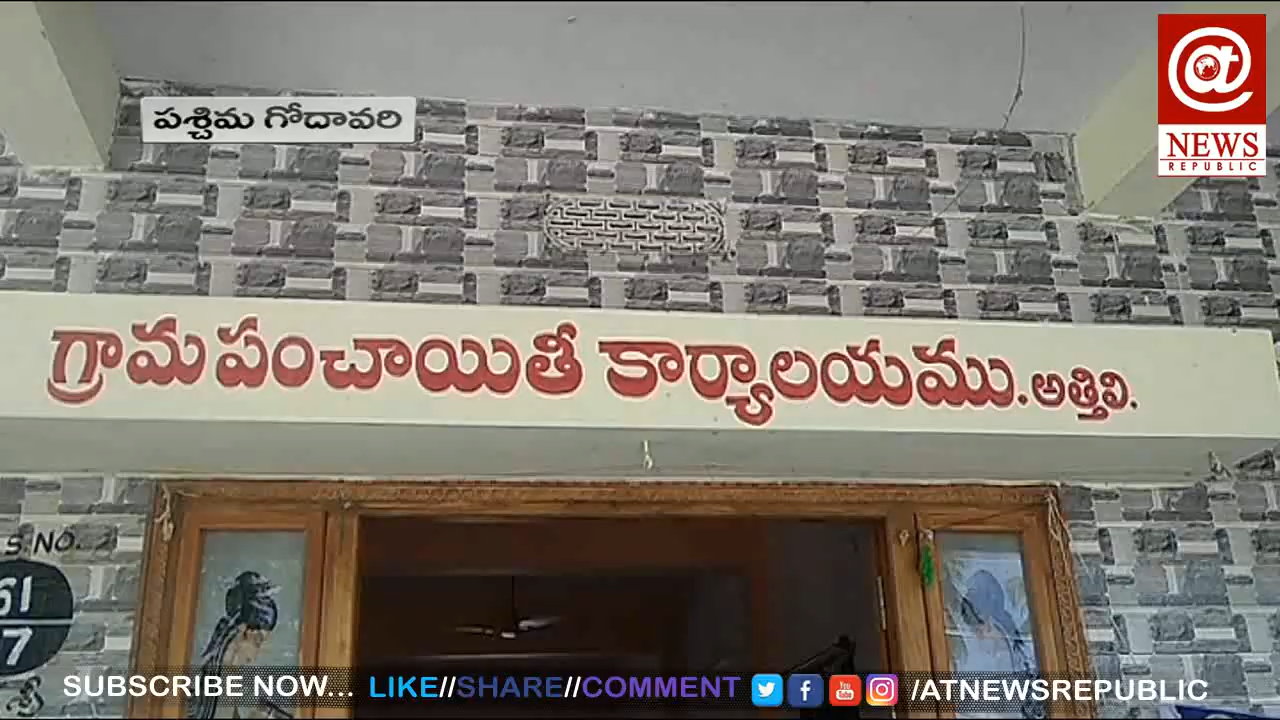 @t
NEWS
REPUBLIC
పశ్చిమ గోదావరి
గ్రామ పంచాయితీ కార్యాలయము. అత్తివి.
S.NO.
61
7
SUBSCRIBE NOW... LIKE//SHARE//COMMENT /ATNEWSREPUBLIC